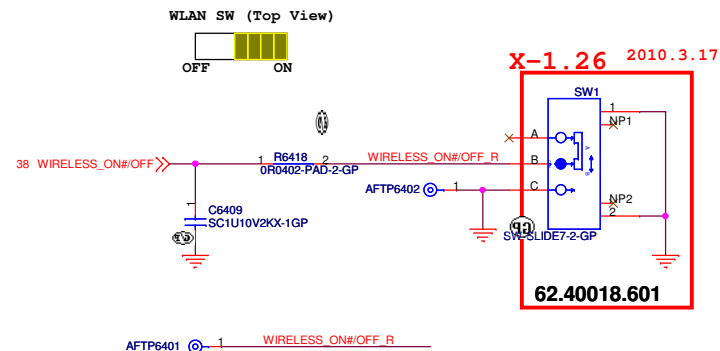 WLAN SW (Top View)
OFF ON
X-1.26 2010.3.17
SW1
1
NP1
A
A
38 WIRELESS_ON#/OFF
1 R6418 2
0R0402-PAD-2-GP
WIRELESS_ON#/OFF_R
B
B
AFTP6402 1
C
NP2
2
1
C6409
SC1U10V2KX-1GP
GP
SW-SLIDE7-2-GP
62.40018.601
AFTP6401 1 WIRELESS_ON#/OFF_R